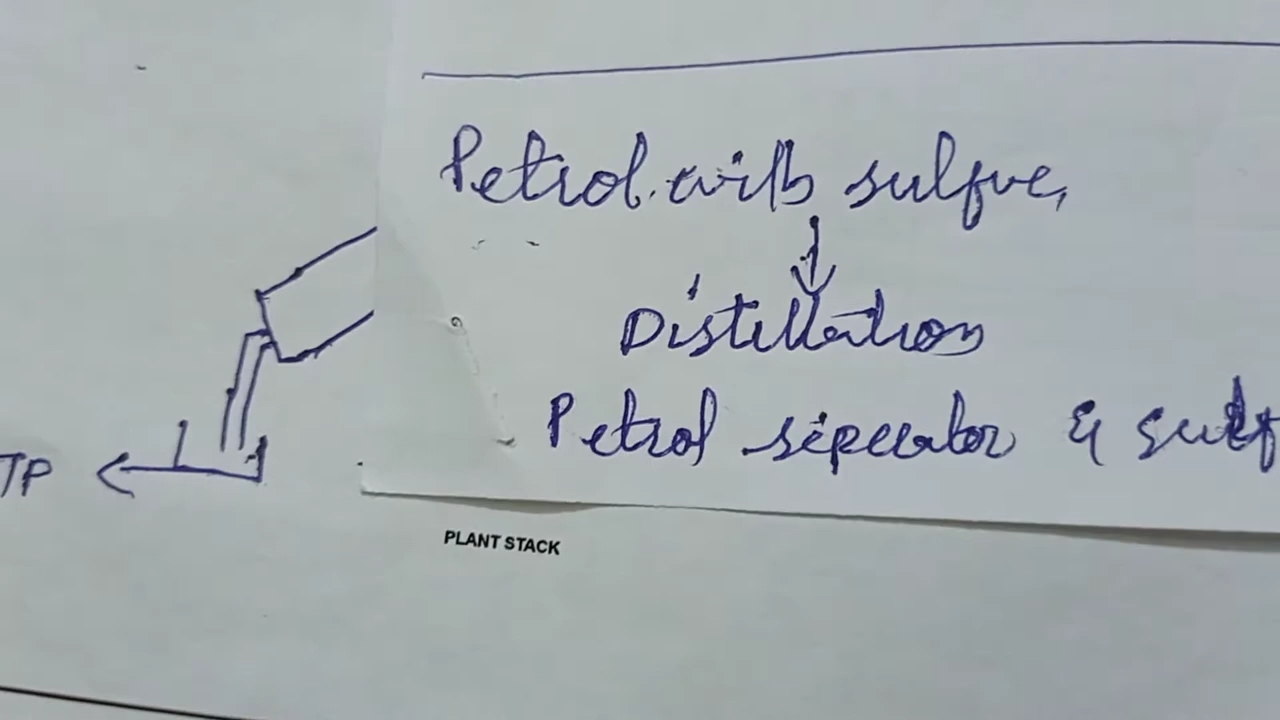 Petrol with sulfur,
Distillation
Petrol seperator & sulf
TP
PLANT STACK